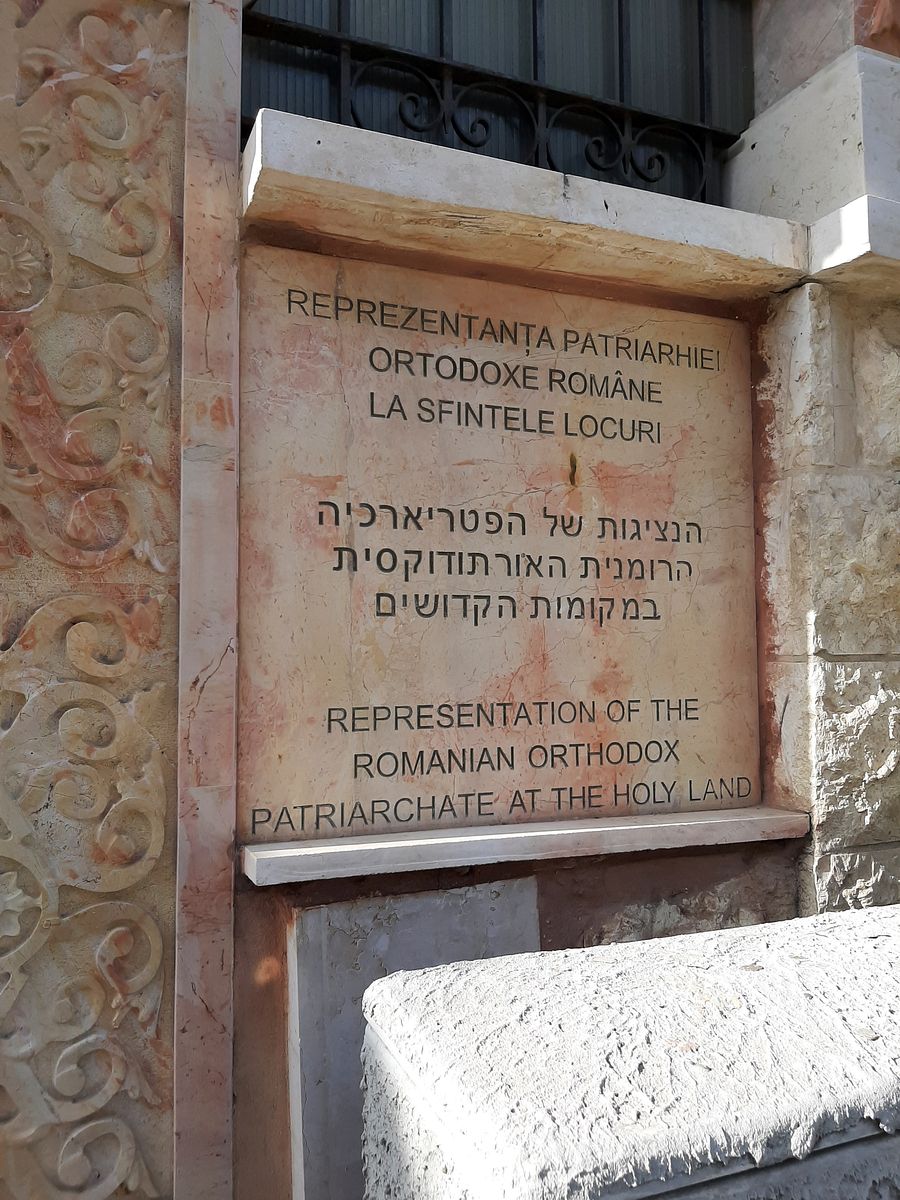 REPREZENTANȚA PATRIARHIEI
ORTODOXE ROMÂNE
LA SFINTELE LOCURI
הנציגות של הפטריארכיה
הרומנית האורתודוקסית
במקומות הקדושים
REPRESENTATION OF THE
ROMANIAN ORTHODOX
PATRIARCHATE AT THE HOLY LAND